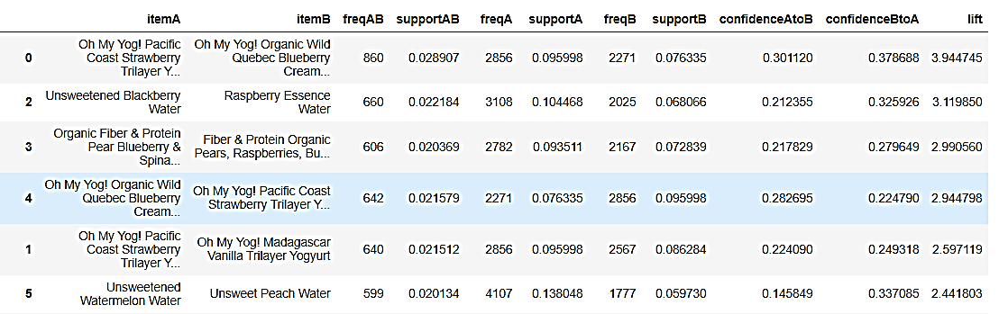 itemA itemB freqAB supportAB freqA supportA freqB supportB confidenceAtoB confidenceBtoA lift
0 Oh My Yog! Pacific Coast Strawberry Trilayer Y... Oh My Yog! Organic Wild Quebec Blueberry Cream... 860 0.028907 2856 0.095998 2271 0.076335 0.301120 0.378688 3.944745
2 Unsweetened Blackberry Water Raspberry Essence Water 660 0.022184 3108 0.104468 2025 0.068066 0.212355 0.325926 3.119850
3 Organic Fiber & Protein Pear Blueberry & Spina... Fiber & Protein Organic Pears, Raspberries, Bu... 606 0.020369 2782 0.093511 2167 0.072839 0.217829 0.279649 2.990560
4 Oh My Yog! Organic Wild Quebec Blueberry Cream... Oh My Yog! Pacific Coast Strawberry Trilayer Y... 642 0.021579 2271 0.076335 2856 0.095998 0.282695 0.224790 2.944798
1 Oh My Yog! Pacific Coast Strawberry Trilayer Y... Oh My Yog! Madagascar Vanilla Trilayer Yogyurt 640 0.021512 2856 0.095998 2567 0.086284 0.224090 0.249318 2.597119
5 Unsweetened Watermelon Water Unsweet Peach Water 599 0.020134 4107 0.138048 1777 0.059730 0.145849 0.337085 2.441803